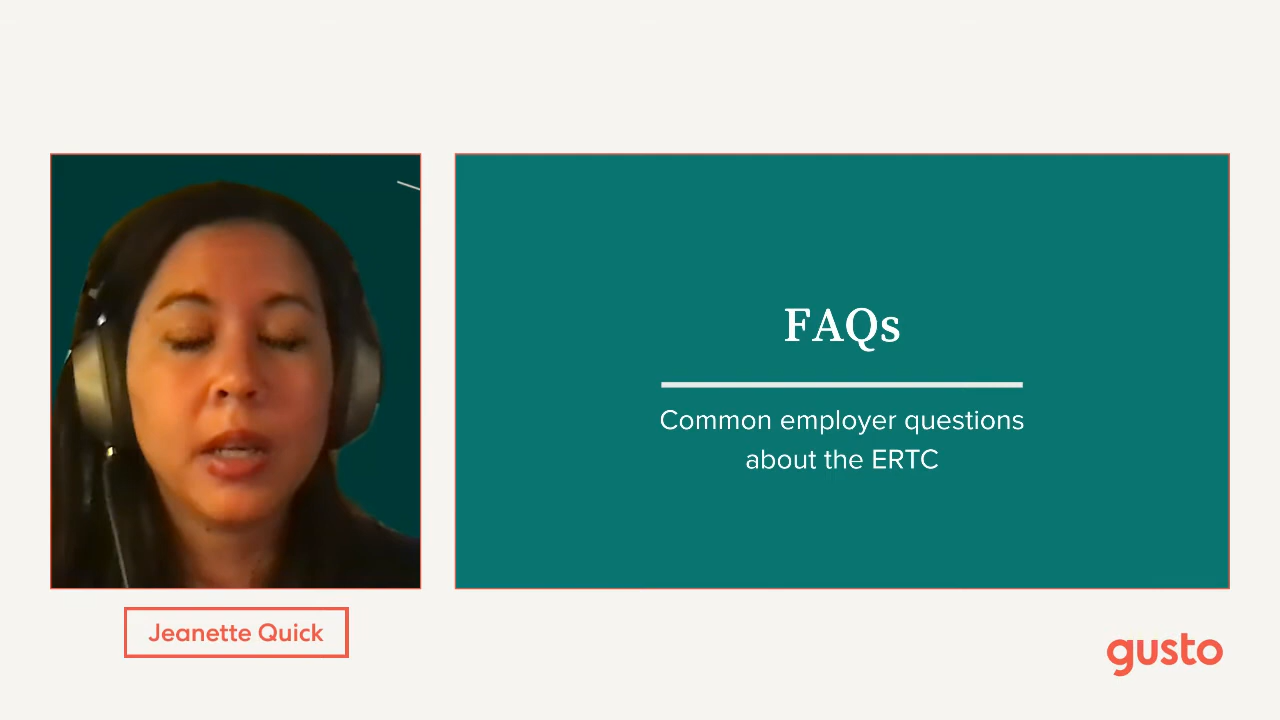 FAQs
Common employer questions
about the ERTC
Jeanette Quick
gusto